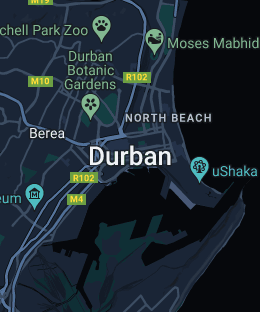 M19
chell Park Zoo
Moses Mabhid
Durban
Botanic
Gardens
M10
R102
NORTH BEACH
Berea
Durban
uShaka
R102
eum
M4